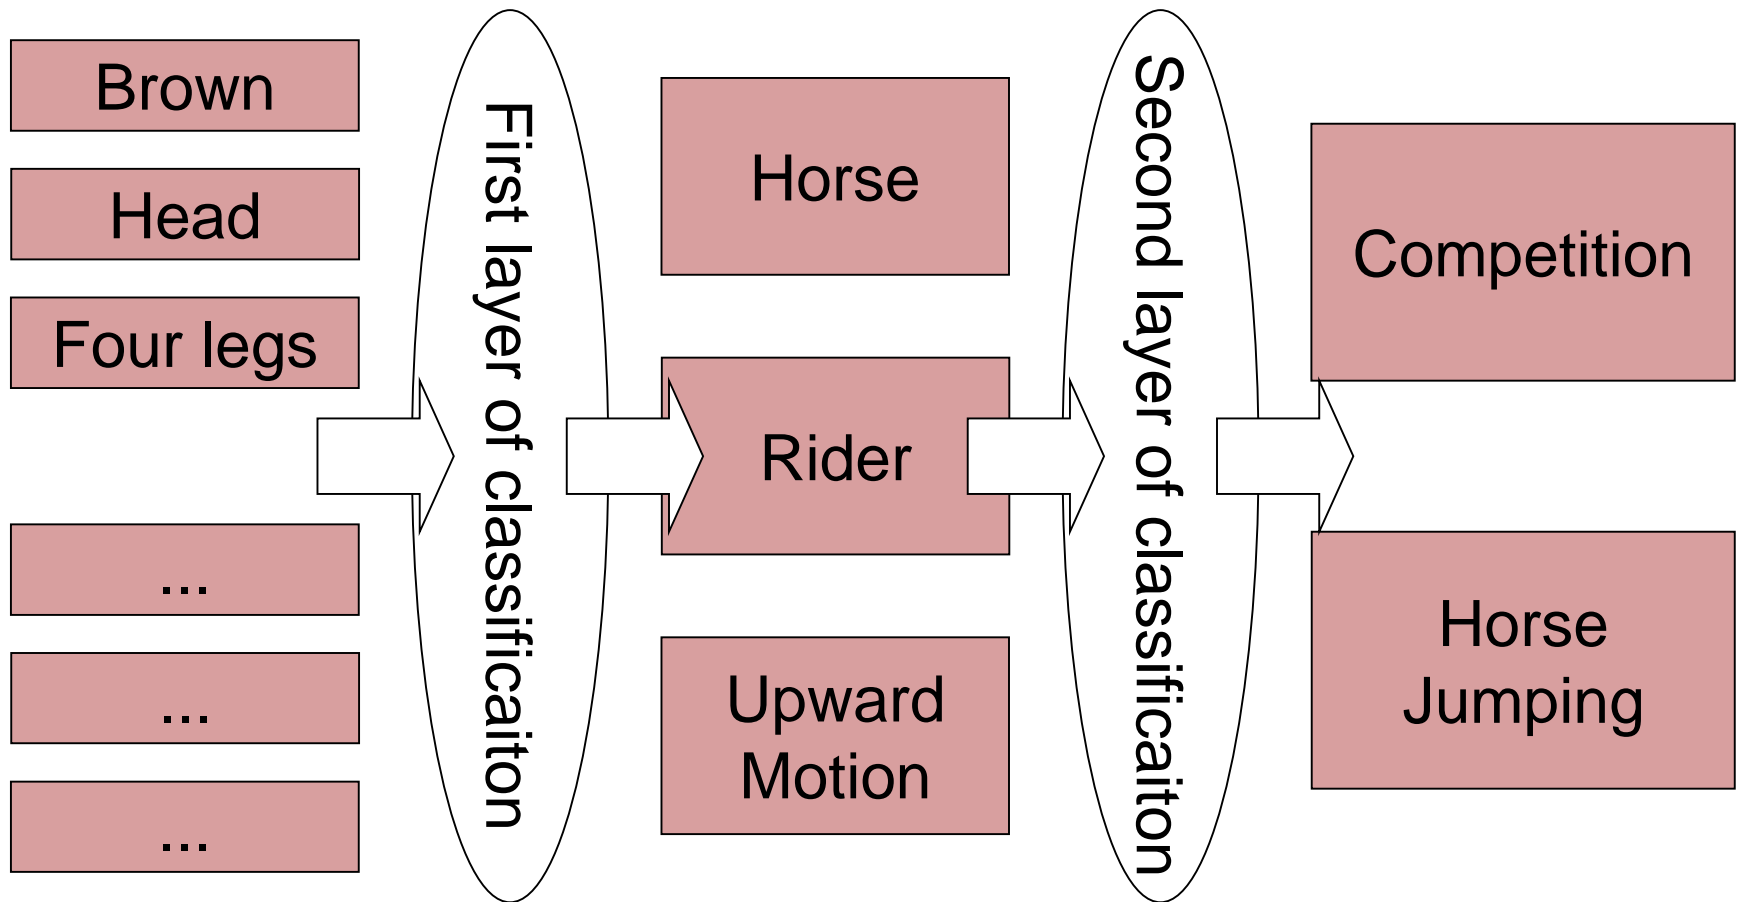 Brown
Head
Four legs
...
...
...
First layer of classificaiton
Horse
Rider
Upward
Motion
Second layer of classificaiton
Competition
Horse
Jumping